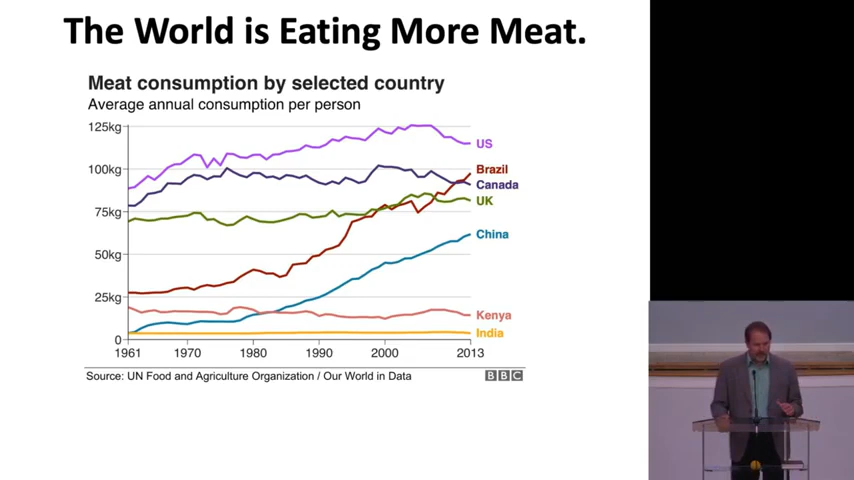 The World is Eating More Meat.
Meat consumption by selected country
Average annual consumption per person
125kg
100kg
75kg
50kg
25kg
0
US
Brazil
Canada
UK
China
Kenya
India
1961
1970
1980
1990
2000
2013
Source: UN Food and Agriculture Organization / Our World in Data
BBC